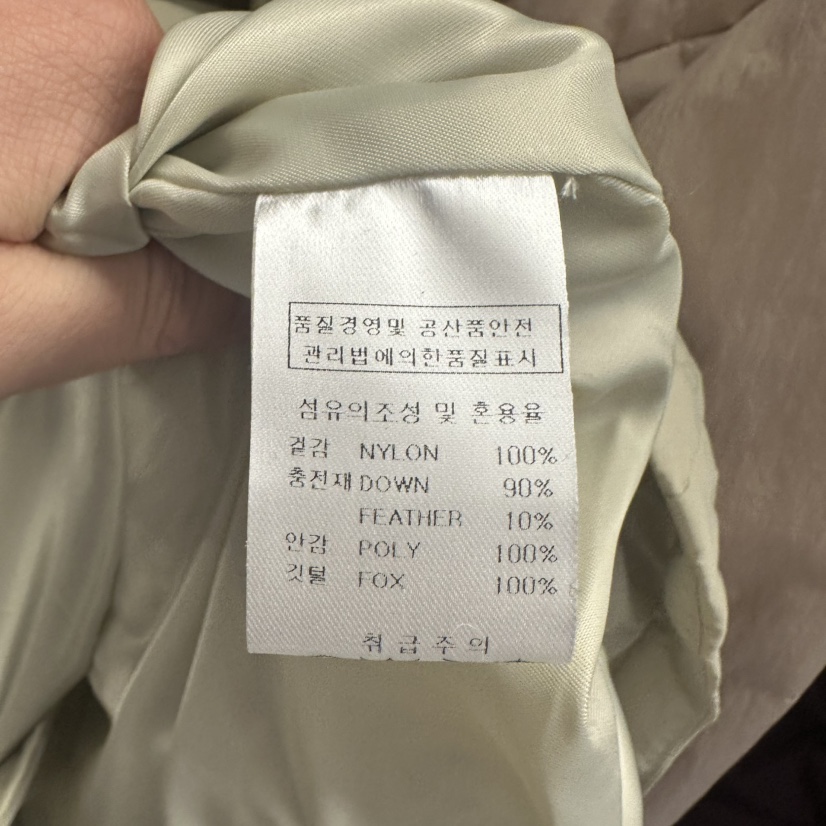 품질경영및 공산품안전
관리법에의한품질표시
섬유의조성 및 혼용율
겉감 NYLON 100%
충전재 DOWN 90%
FEATHER 10%
안감 POLY 100%
깃털 FOX 100%
취급주의